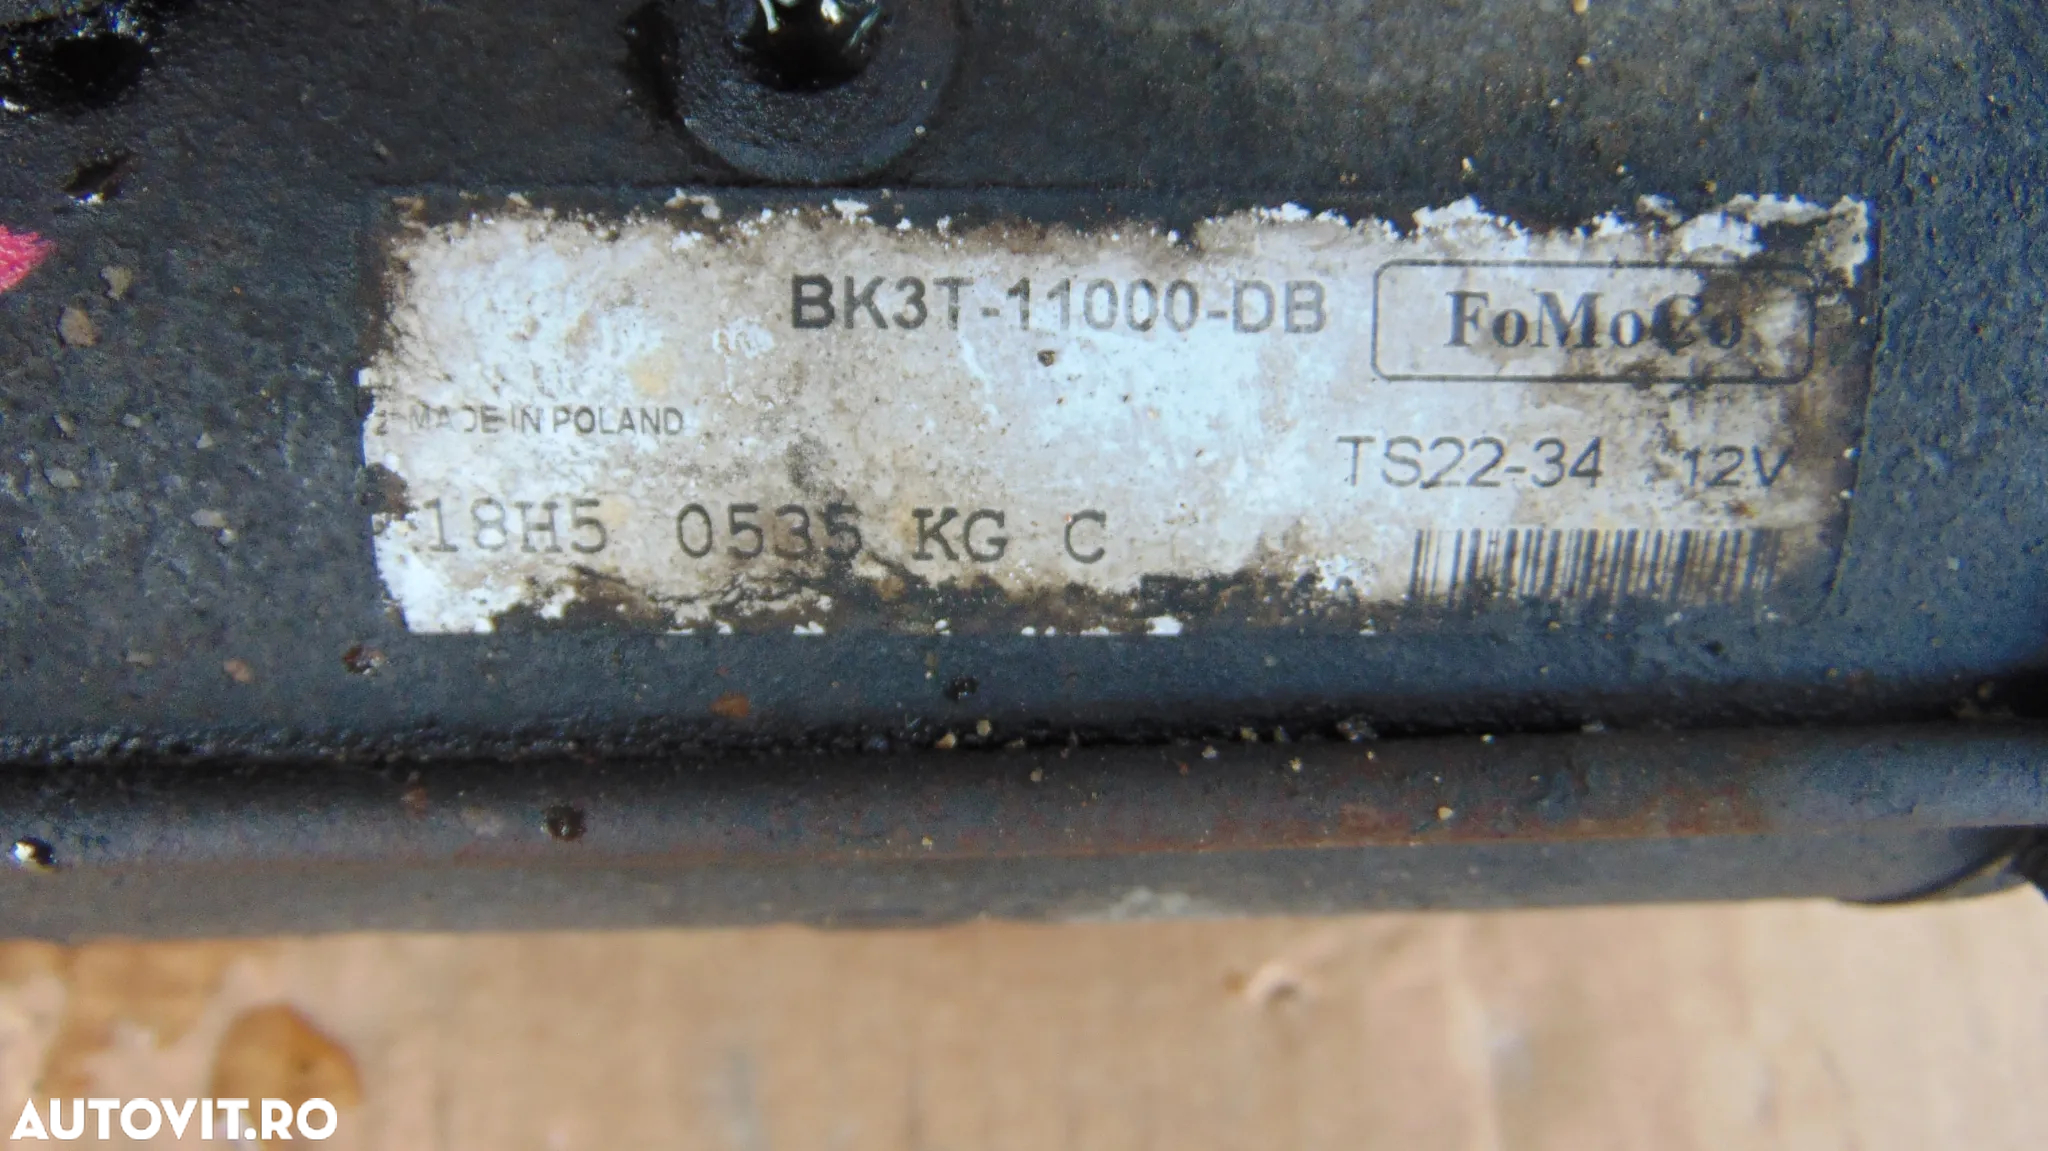 BK3T-11000-DB FoMoCo
MADE IN POLAND
TS22-34 12V
18H5 0535 KG C
AUTOVIT.RO